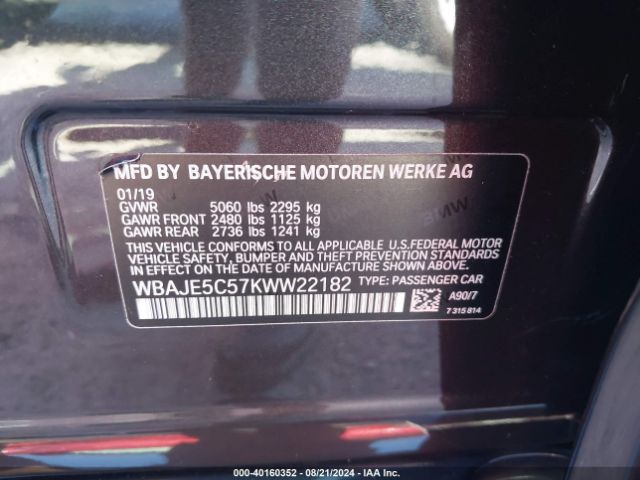 MFD BY BAYERISCHE MOTOREN WERKE AG
01/19
GVWR 5060 lbs 2295 kg
GAWR FRONT 2480 lbs 1125 kg
GAWR REAR 2736 lbs 1241 kg
THIS VEHICLE CONFORMS TO ALL APPLICABLE U.S.FEDERAL MOTOR
VEHICLE SAFETY, BUMPER AND THEFT PREVENTION STANDARDS
IN EFFECT ON THE DATE OF MANUFACTURE SHOWN ABOVE.
WBAJE5C57KWW22182 TYPE: PASSENGER CAR
A90/7
7 315 814
000-40160352 - 08/21/2024 - IAA Inc.